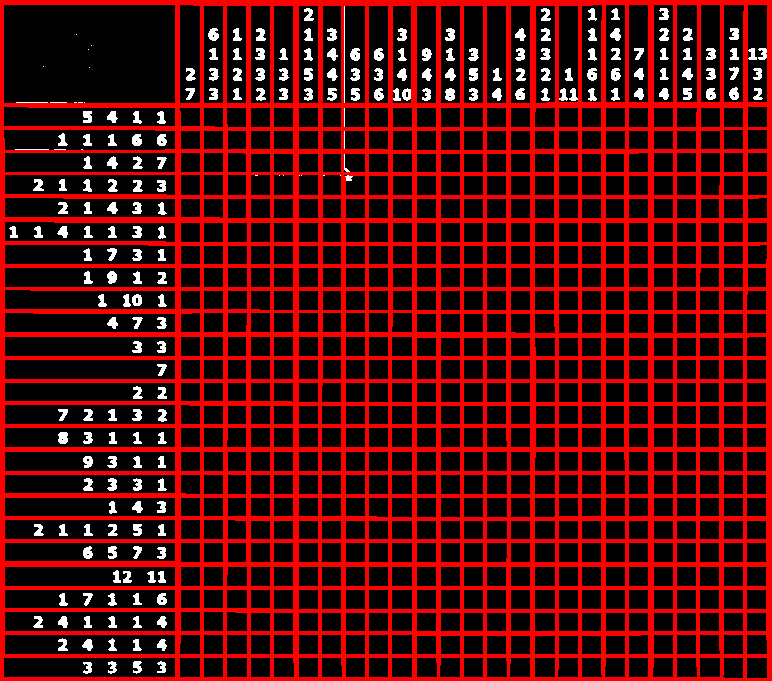 2 2 1 1 3
6 1 2 1 3 3 3 4 2 1 4 2 2 3
1 1 3 1 1 4 6 6 1 9 1 3 3 3 1 2 7 1 1 3 1 13
2 3 2 3 3 5 4 3 3 4 4 4 5 1 2 2 1 6 6 4 1 4 3 7 3
7 3 1 2 3 3 5 5 6 10 3 8 3 4 6 1 11 1 1 4 4 5 6 6 2
5 4 1 1
1 1 1 6 6
1 4 2 7
2 1 1 2 2 3
2 1 4 3 1
1 1 4 1 1 3 1
1 7 3 1
1 9 1 2
1 10 1
4 7 3
3 3
7
2 2
7 2 1 3 2
8 3 1 1 1
9 3 1 1
2 3 3 1
1 4 3
2 1 1 2 5 1
6 5 7 3
12 11
1 7 1 1 6
2 4 1 1 1 4
2 4 1 1 4
3 3 5 3